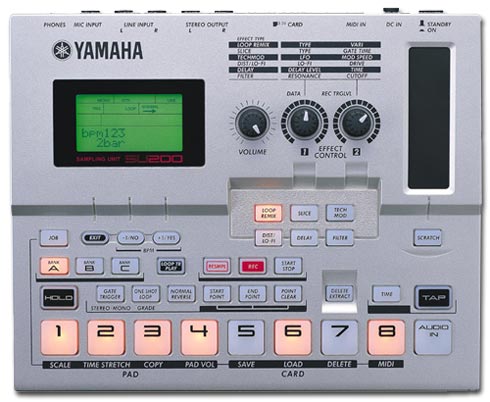 PHONES MIC INPUT LINE INPUT STEREO OUTPUT CARD MIDI IN DC IN STANDBY
L R L R ON
YAMAHA
EFFECT TYPE
LOOP REMIX TYPE VARI
SLICE TYPE GATE TIME
TECHMOD LFO MOD SPEED
DIST/LO-FI LO-FI DRIVE
DELAY DELAY LEVEL TIME
FILTER RESONANCE CUTOFF
DATA REC TRGLVL
bpm123
2bar
SAMPLING UNIT SU200
VOLUME 1 EFFECT CONTROL 2
LOOP REMIX SLICE TECH MOD
DIST/ LO-FI DELAY FILTER SCRATCH
JOB EXIT -1/NO +1/YES
BPM
BANK A BANK B BANK C LOOP TR PLAY RESMPL REC START STOP
HOLD GATE TRIGGER ONE SHOT LOOP NORMAL REVERSE START POINT END POINT POINT CLEAR DELETE EXTRACT TIME TAP
STEREO MONO GRADE
1 2 3 4 5 6 7 8 AUDIO IN
SCALE TIME STRETCH COPY PAD VOL SAVE LOAD DELETE MIDI
PAD CARD